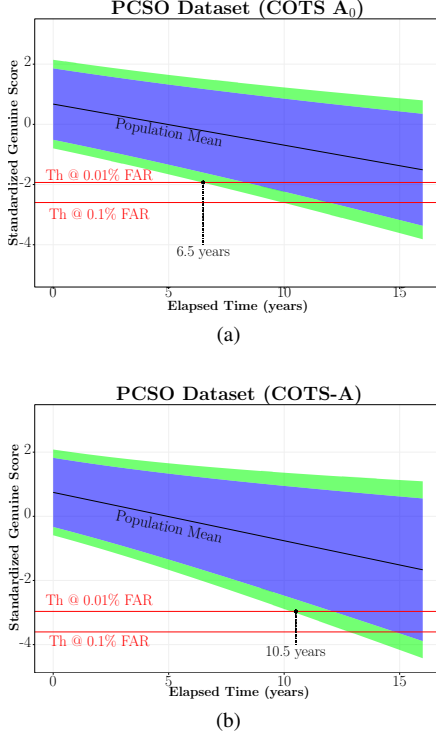 PCSO Dataset (COTS A₀)
Standardized Genuine Score
2
0
-2
-4
Population Mean
Th @ 0.01% FAR
Th @ 0.1% FAR
6.5 years
0 5 10 15
Elapsed Time (years)
(a)
PCSO Dataset (COTS-A)
Standardized Genuine Score
2
0
-2
-4
Population Mean
Th @ 0.01% FAR
Th @ 0.1% FAR
10.5 years
0 5 10 15
Elapsed Time (years)
(b)